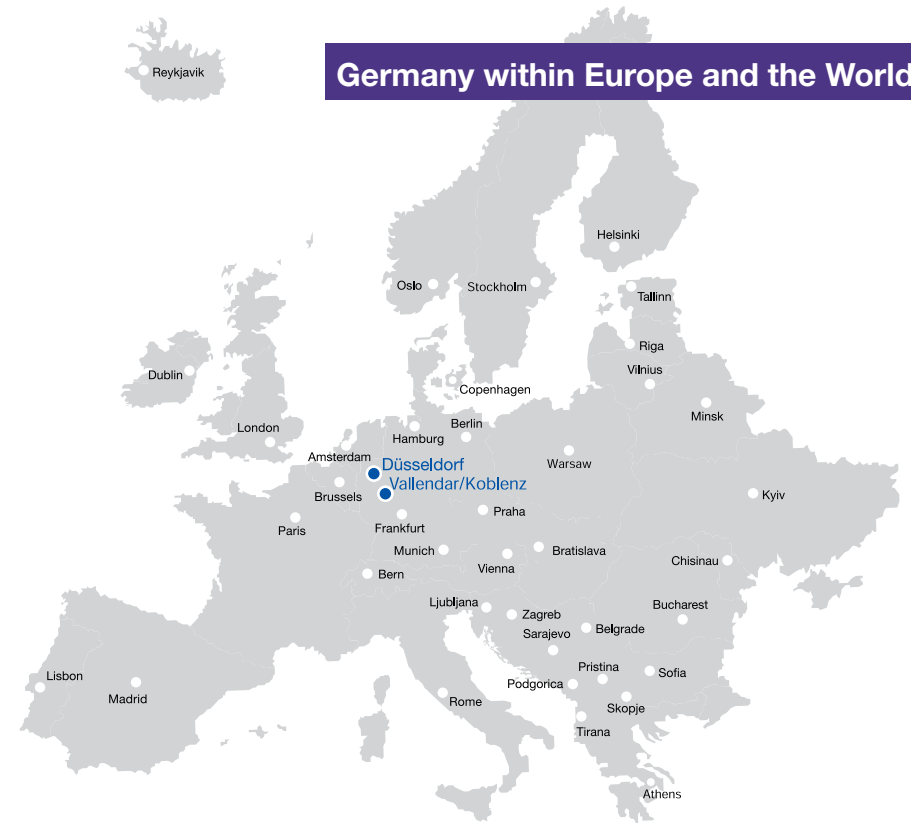 Reykjavik
Germany within Europe and the World
Helsinki
Oslo
Stockholm
Tallinn
Riga
Vilnius
Dublin
Copenhagen
Minsk
London
Berlin
Hamburg
Amsterdam
Düsseldorf
Warsaw
Vallendar/Koblenz
Brussels
Kyiv
Praha
Paris
Frankfurt
Munich
Bratislava
Chisinau
Vienna
Bern
Ljubljana
Bucharest
Zagreb
Belgrade
Sarajevo
Pristina
Sofia
Lisbon
Podgorica
Madrid
Rome
Skopje
Tirana
Athens